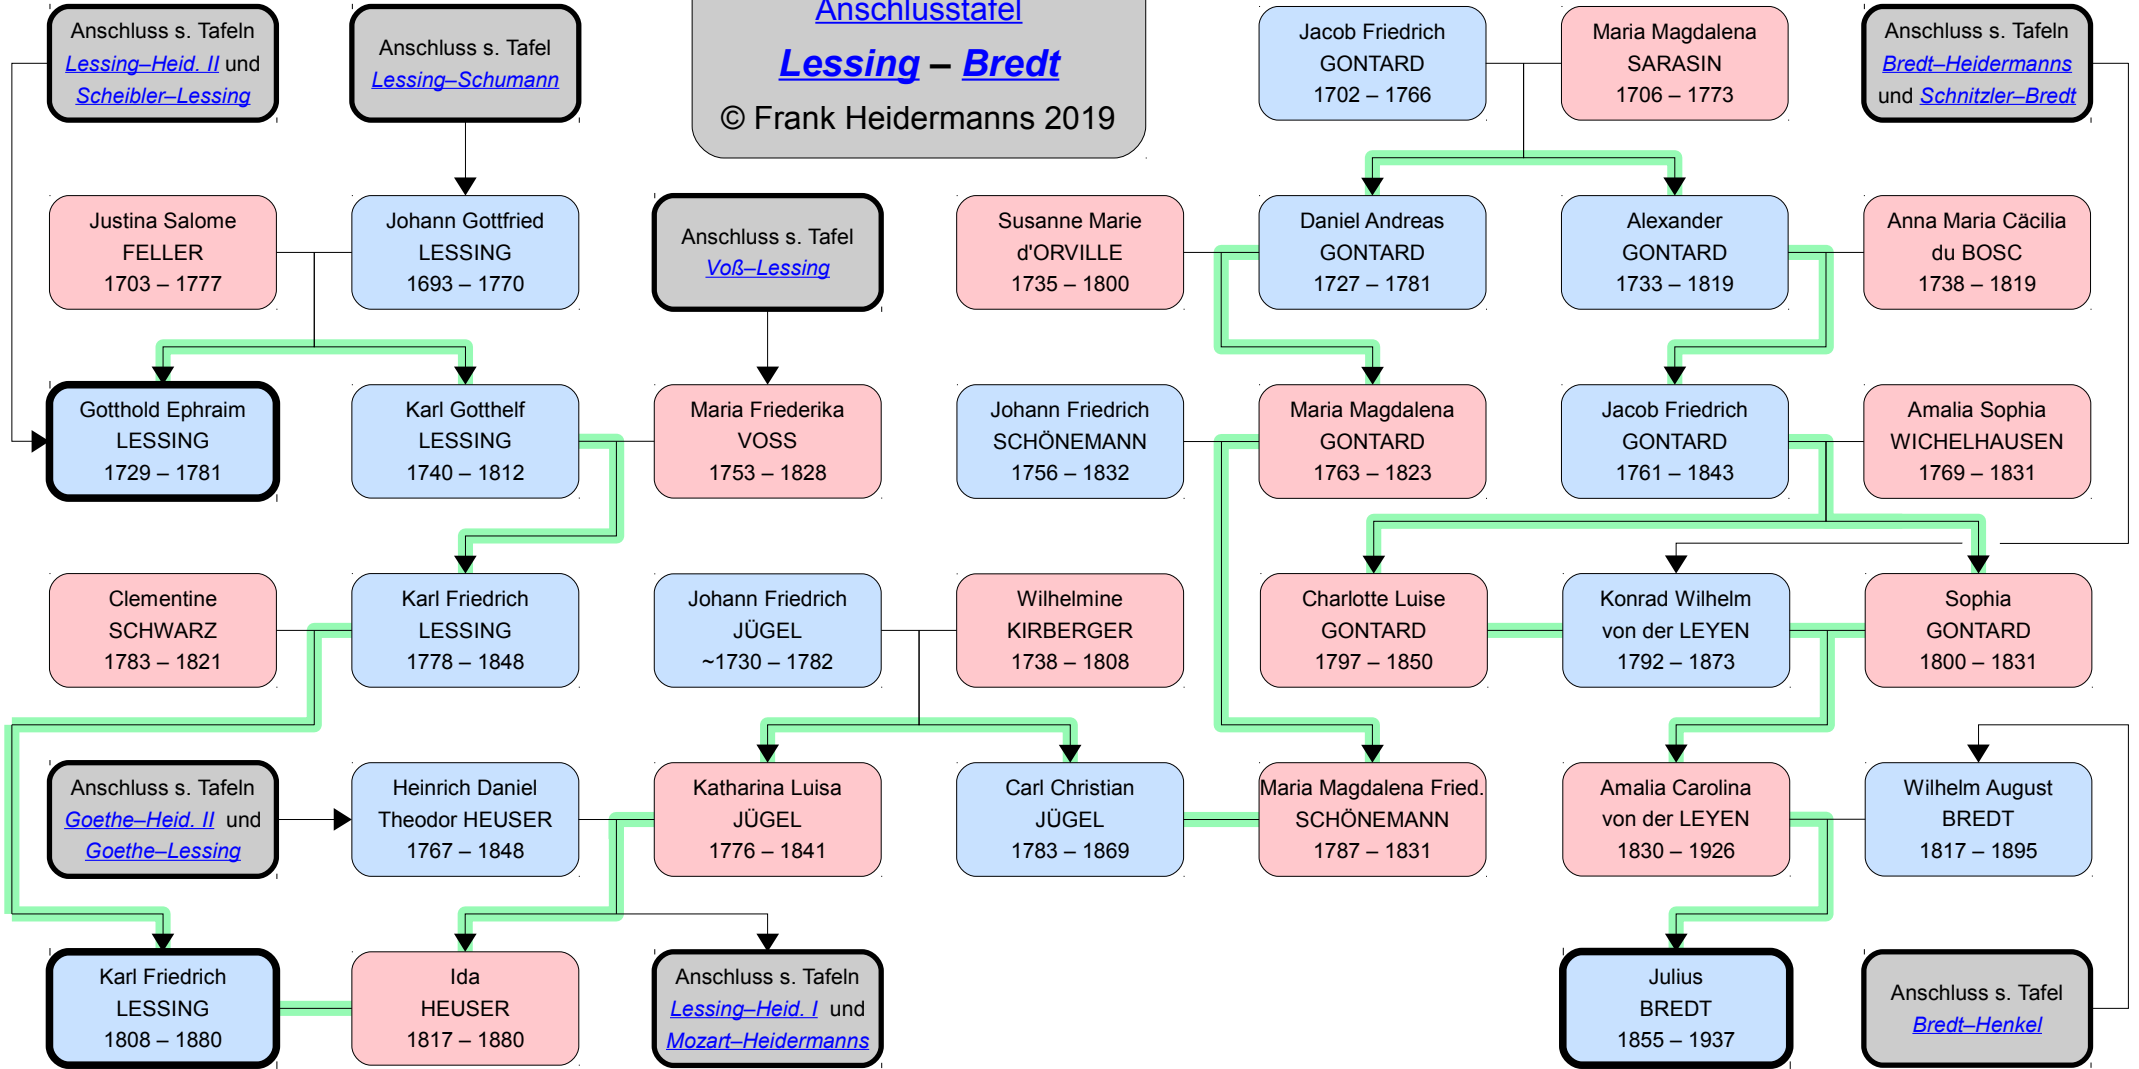 Anschluss s. Tafeln
Lessing–Heid. II und
Scheibler–Lessing
Anschluss s. Tafel
Lessing–Schumann
Anschlusstafel
Lessing – Bredt
© Frank Heidermanns 2019
Jacob Friedrich
GONTARD
1702 – 1766
Maria Magdalena
SARASIN
1706 – 1773
Anschluss s. Tafeln
Bredt–Heidermanns
und Schnitzler–Bredt
Justina Salome
FELLER
1703 – 1777
Johann Gottfried
LESSING
1693 – 1770
Anschluss s. Tafel
Voß–Lessing
Susanne Marie
d'ORVILLE
1735 – 1800
Daniel Andreas
GONTARD
1727 – 1781
Alexander
GONTARD
1733 – 1819
Anna Maria Cäcilia
du BOSC
1738 – 1819
Gotthold Ephraim
LESSING
1729 – 1781
Karl Gotthelf
LESSING
1740 – 1812
Maria Friederika
VOSS
1753 – 1828
Johann Friedrich
SCHÖNEMANN
1756 – 1832
Maria Magdalena
GONTARD
1763 – 1823
Jacob Friedrich
GONTARD
1761 – 1843
Amalia Sophia
WICHELHAUSEN
1769 – 1831
Clementine
SCHWARZ
1783 – 1821
Karl Friedrich
LESSING
1778 – 1848
Johann Friedrich
JÜGEL
~1730 – 1782
Wilhelmine
KIRBERGER
1738 – 1808
Charlotte Luise
GONTARD
1797 – 1850
Konrad Wilhelm
von der LEYEN
1792 – 1873
Sophia
GONTARD
1800 – 1831
Anschluss s. Tafeln
Goethe–Heid. II und
Goethe–Lessing
Heinrich Daniel
Theodor HEUSER
1767 – 1848
Katharina Luisa
JÜGEL
1776 – 1841
Carl Christian
JÜGEL
1783 – 1869
Maria Magdalena Fried.
SCHÖNEMANN
1787 – 1831
Amalia Carolina
von der LEYEN
1830 – 1926
Wilhelm August
BREDT
1817 – 1895
Karl Friedrich
LESSING
1808 – 1880
Ida
HEUSER
1817 – 1880
Anschluss s. Tafeln
Lessing–Heid. I und
Mozart–Heidermanns
Julius
BREDT
1855 – 1937
Anschluss s. Tafel
Bredt–Henkel